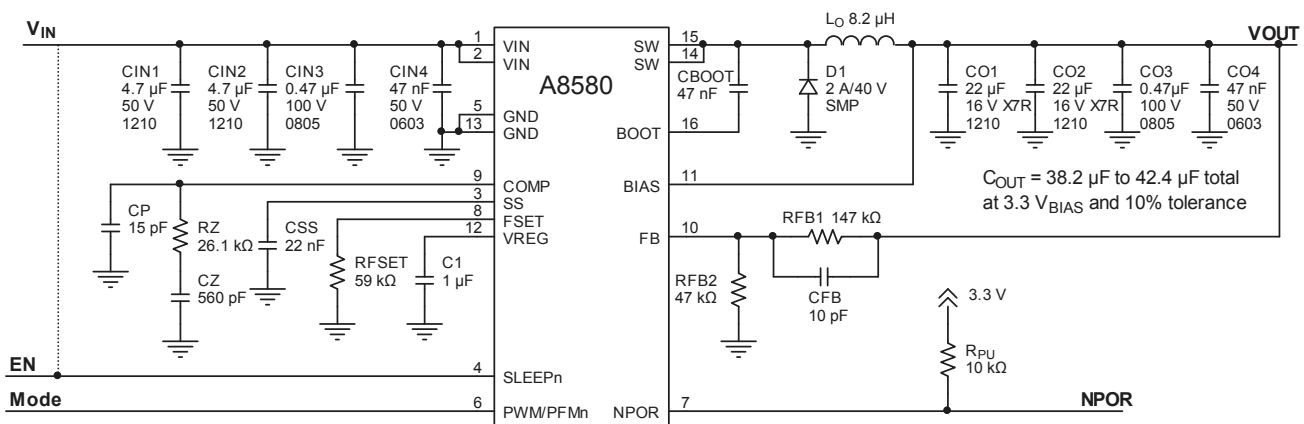 V_IN
CIN1
4.7 µF
50 V
1210
CIN2
4.7 µF
50 V
1210
CIN3
0.47 µF
100 V
0805
CIN4
47 nF
50 V
0603
1
2
5
13
9
3
8
12
4
6
VIN
VIN
GND
GND
COMP
SS
FSET
VREG
SLEEPn
PWM/PFMn
A8580
SW
SW
BOOT
BIAS
FB
NPOR
15
14
16
11
10
7
CP
15 pF
RZ
26.1 kΩ
CZ
560 pF
CSS
22 nF
RFSET
59 kΩ
C1
1 µF
EN
Mode
L_O 8.2 µH
VOUT
CBOOT
47 nF
D1
2 A/40 V
SMP
CO1
22 µF
16 V X7R
1210
CO2
22 µF
16 V X7R
1210
CO3
0.47µF
100 V
0805
CO4
47 nF
50 V
0603
C_OUT = 38.2 µF to 42.4 µF total
at 3.3 V_BIAS and 10% tolerance
RFB1 147 kΩ
RFB2
47 kΩ
CFB
10 pF
3.3 V
R_PU
10 kΩ
NPOR